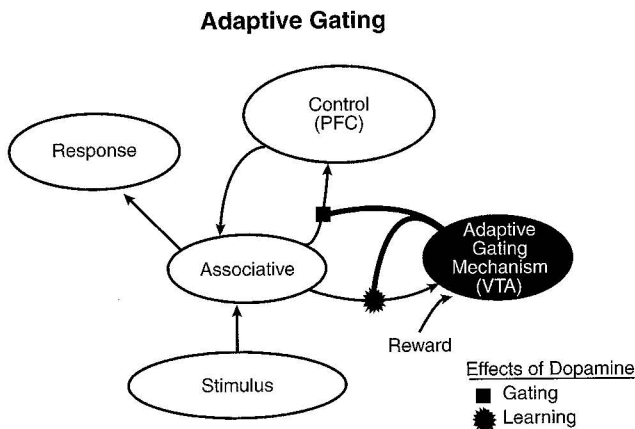 Adaptive Gating
Control
(PFC)
Response
Adaptive
Gating
Mechanism
(VTA)
Associative
Reward
Stimulus
Effects of Dopamine
Gating
Learning